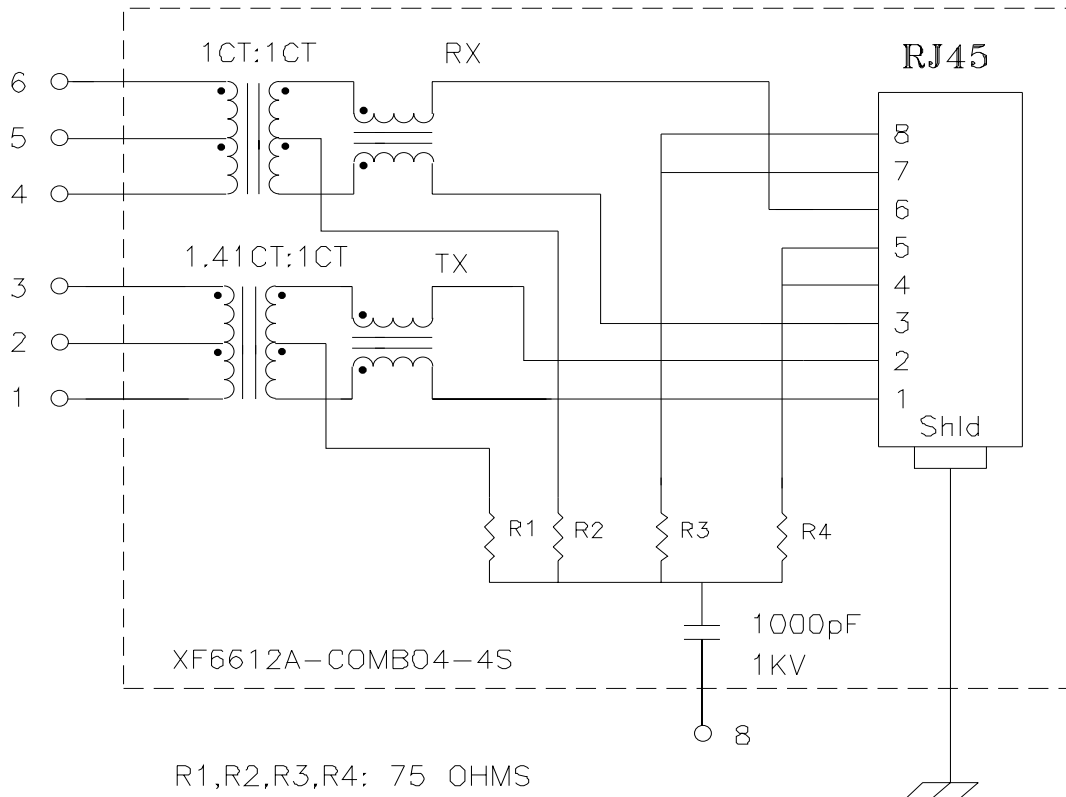 1CT:1CT
RX
RJ45
6
5
4
8
7
6
5
4
3
2
1
Shld
1.41CT:1CT
TX
3
2
1
R1
R2
R3
R4
1000pF
1KV
XF6612A-COMBO4-4S
8
R1,R2,R3,R4: 75 OHMS